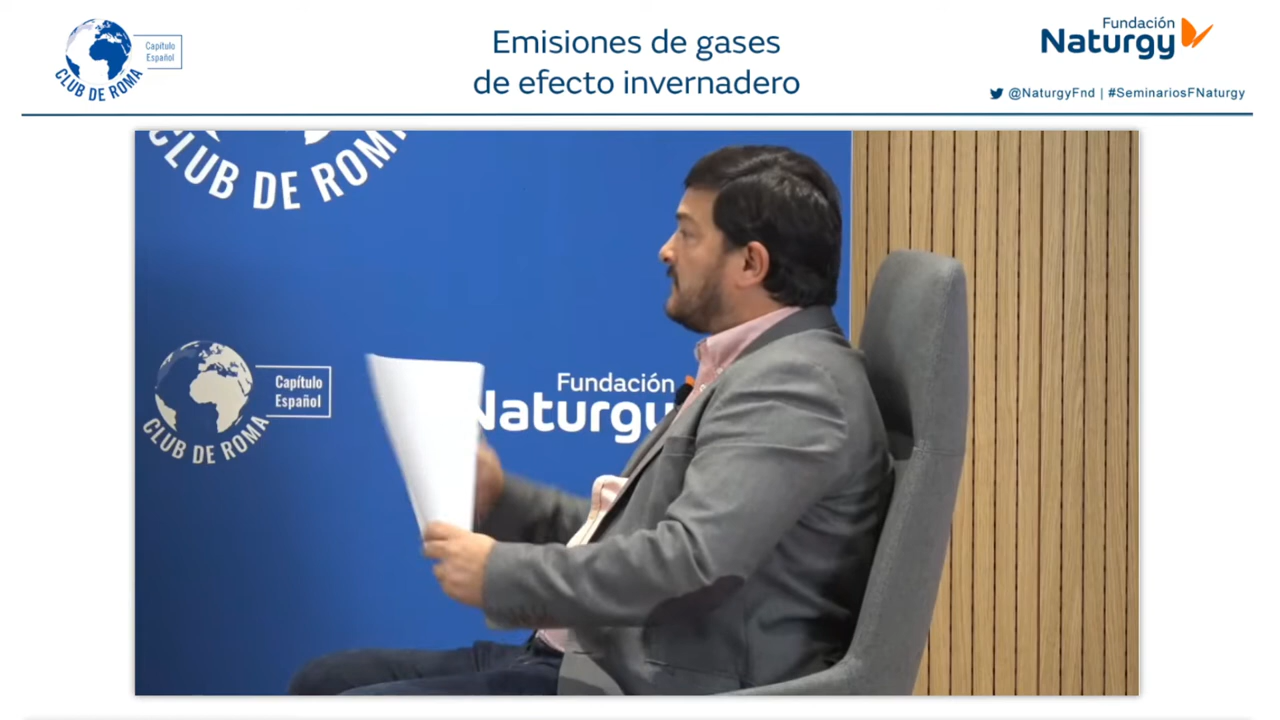 Capítulo
Español
CLUB DE ROMA
Emisiones de gases
de efecto invernadero
Fundación
Naturgy
@NaturgyFnd | #SeminariosFNaturgy
CLUB DE ROMA
Capítulo
Español
CLUB DE ROMA
Fundación
Naturgy